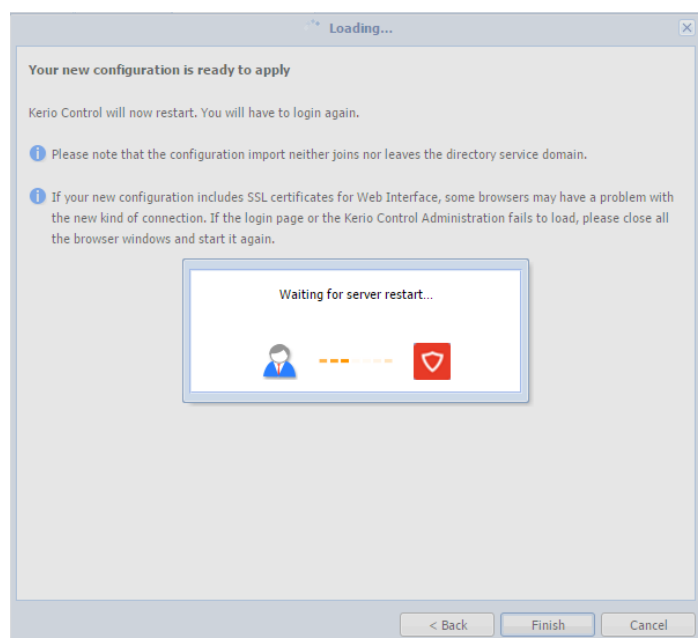 Loading...
Your new configuration is ready to apply
Kerio Control will now restart. You will have to login again.
Please note that the configuration import neither joins nor leaves the directory service domain.
If your new configuration includes SSL certificates for Web Interface, some browsers may have a problem with
the new kind of connection. If the login page or the Kerio Control Administration fails to load, please close all
the browser windows and start it again.
Waiting for server restart...
< Back Finish Cancel